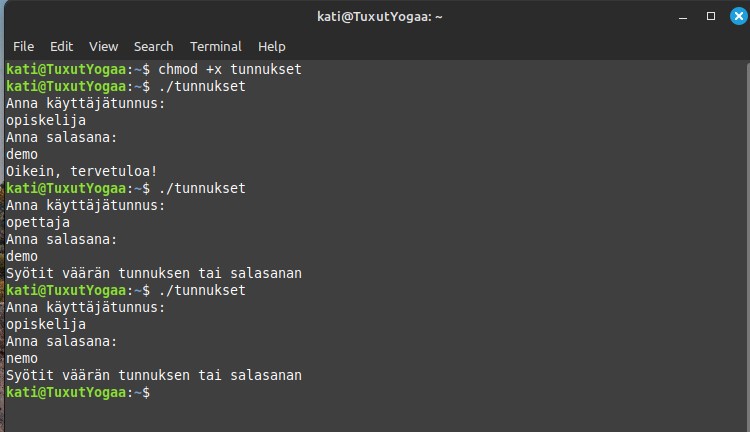 kati@TuxutYogaa: ~
File Edit View Search Terminal Help
kati@TuxutYogaa:~$ chmod +x tunnukset
kati@TuxutYogaa:~$ ./tunnukset
Anna käyttäjätunnus:
opiskelija
Anna salasana:
demo
Oikein, tervetuloa!
kati@TuxutYogaa:~$ ./tunnukset
Anna käyttäjätunnus:
opettaja
Anna salasana:
demo
Syötit väärän tunnuksen tai salasanan
kati@TuxutYogaa:~$ ./tunnukset
Anna käyttäjätunnus:
opiskelija
Anna salasana:
nemo
Syötit väärän tunnuksen tai salasanan
kati@TuxutYogaa:~$